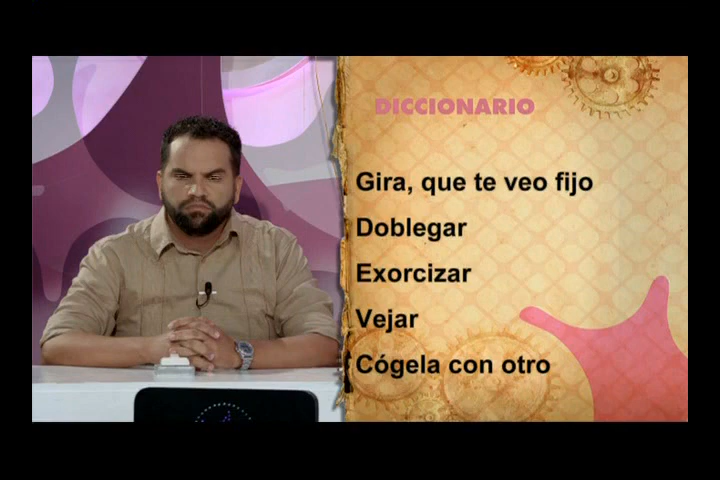 DICCIONARIO
Gira, que te veo fijo
Doblegar
Exorcizar
Vejar
Cógela con otro